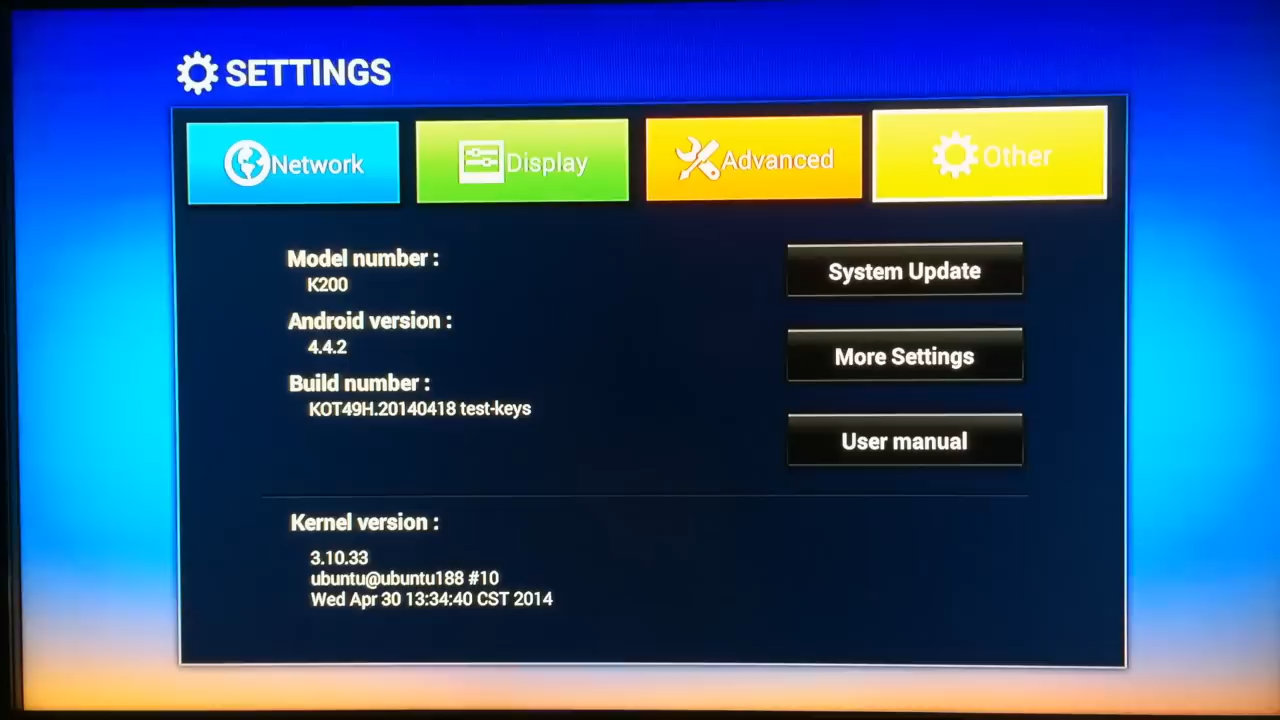 SETTINGS
Network
Display
Advanced
Other
Model number :
K200
System Update
Android version :
4.4.2
More Settings
Build number :
KOT49H.20140418 test-keys
User manual
Kernel version :
3.10.33
ubuntu@ubuntu188 #10
Wed Apr 30 13:34:40 CST 2014